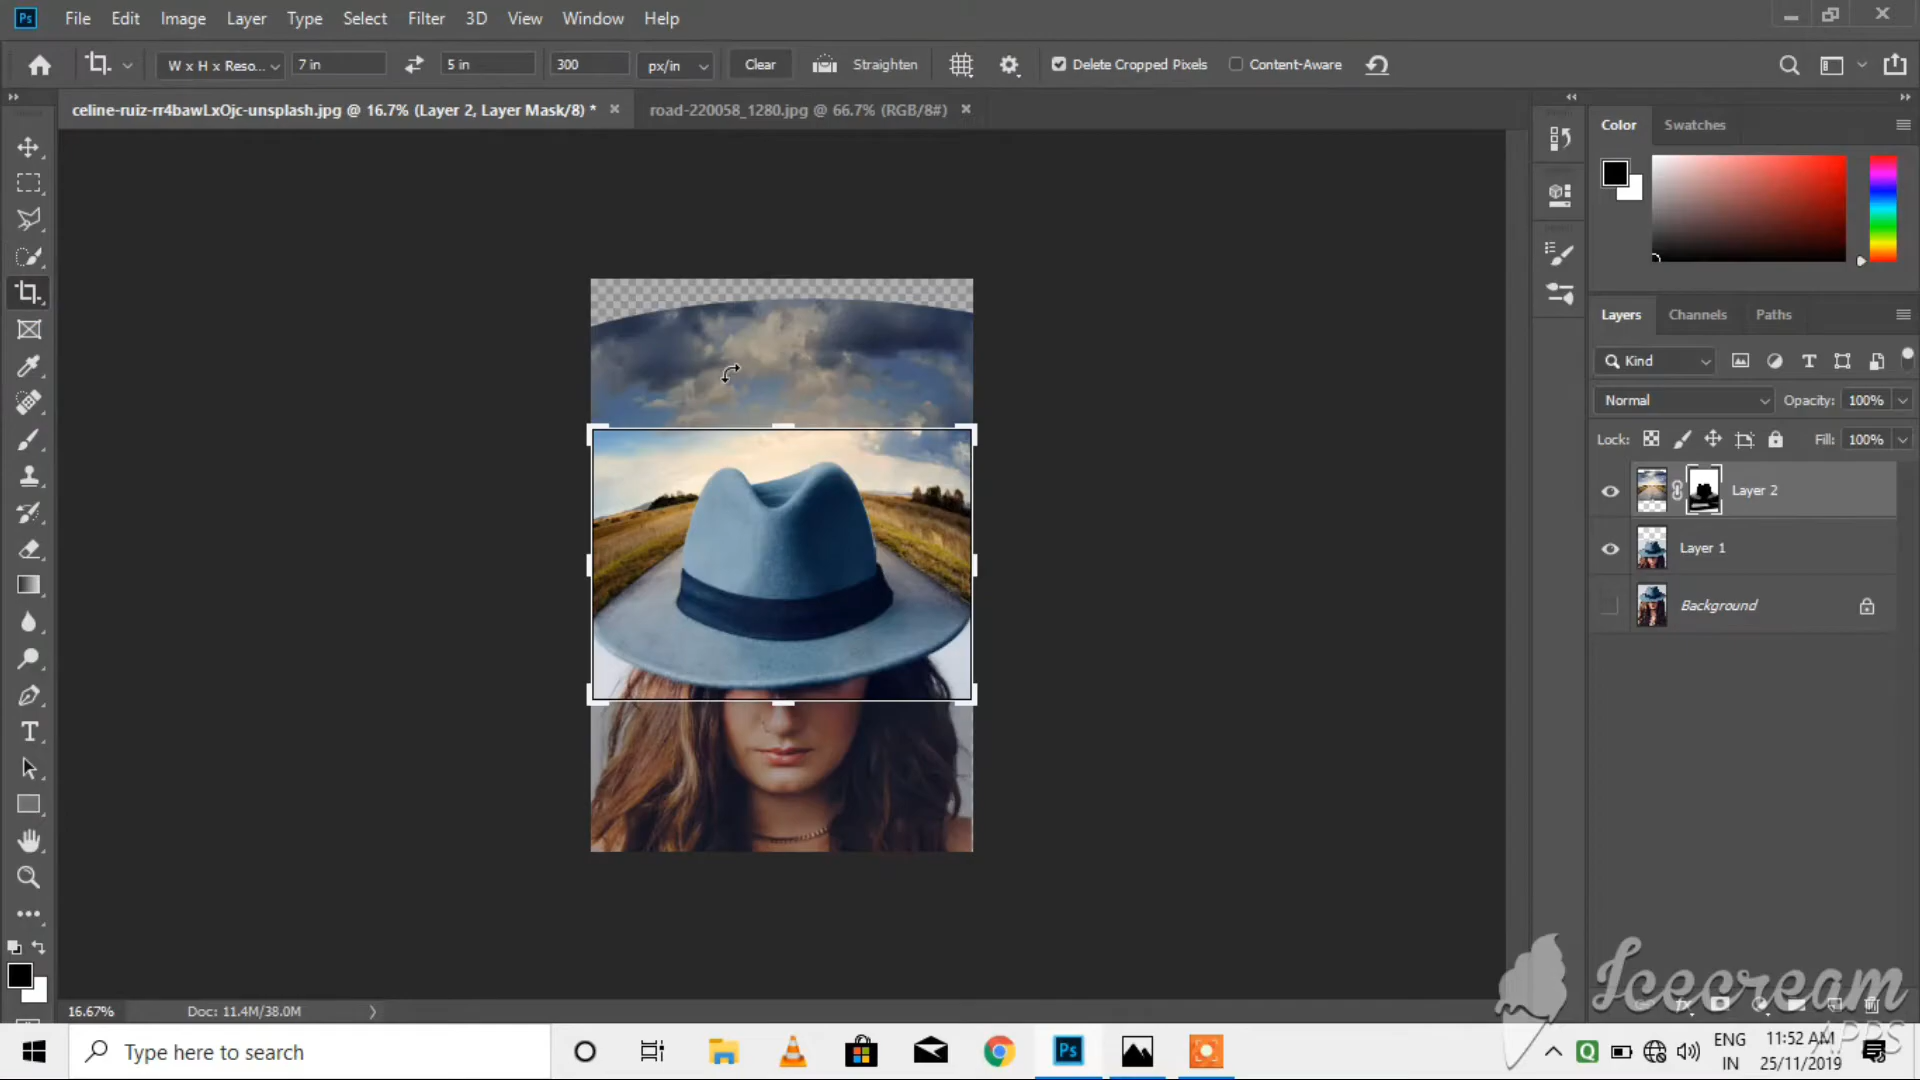 Ps File Edit Image Layer Type Select Filter 3D View Window Help
W x H x Reso... 7 in 5 in 300 px/in Clear Straighten Delete Cropped Pixels Content-Aware
celine-ruiz-rr4bawLxOjc-unsplash.jpg @ 16.7% (Layer 2, Layer Mask/8) * road-220058_1280.jpg @ 66.7% (RGB/8#)
Color Swatches
Layers Channels Paths
Kind
Normal Opacity: 100%
Lock: Fill: 100%
Layer 2
Layer 1
Background
Icecream
APPS
16.67% Doc: 11.4M/38.0M
Type here to search
Ps
ENG 11:52 AM
IN 25/11/2019